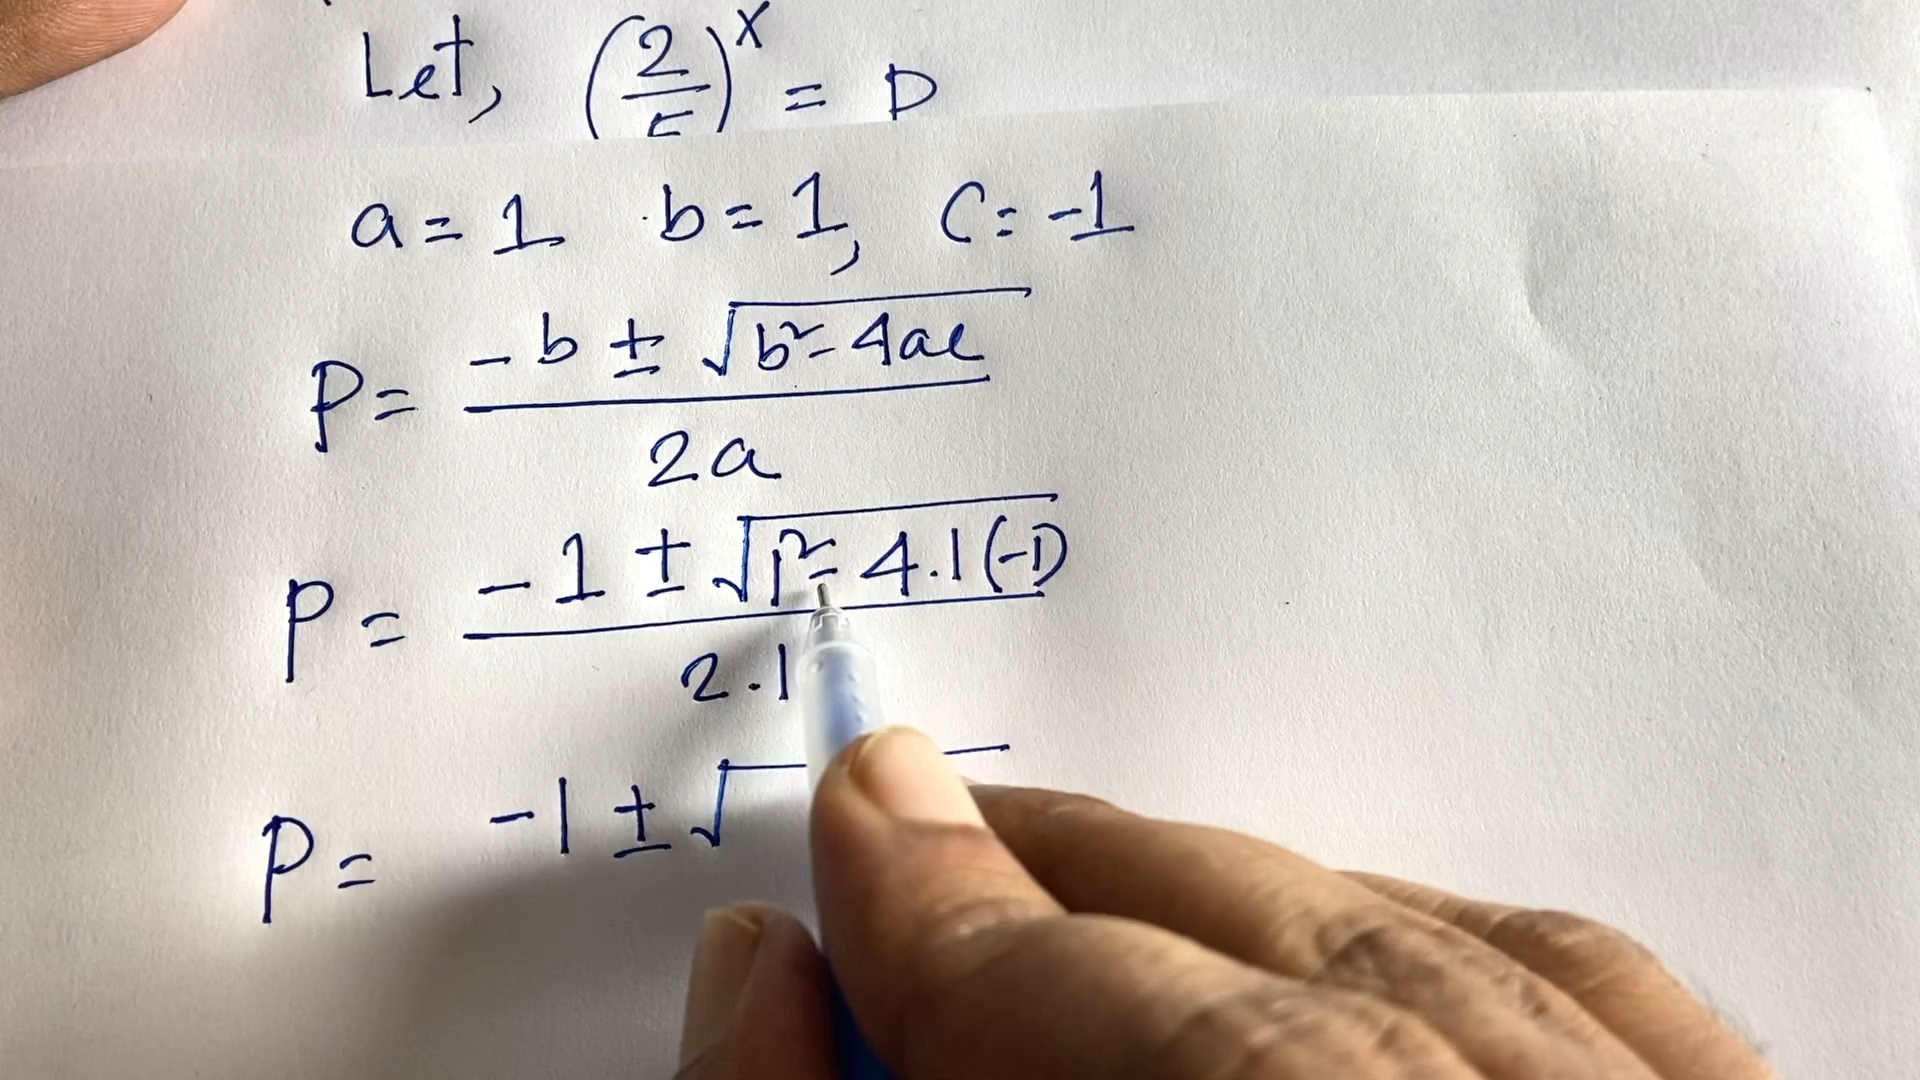 Let, (2/5)^x = P
a = 1 b = 1, C = -1
P = (-b ± √(b² - 4ac)) / 2a
P = (-1 ± √(1² - 4.1(-1))) / 2.1
P = -1 ± √